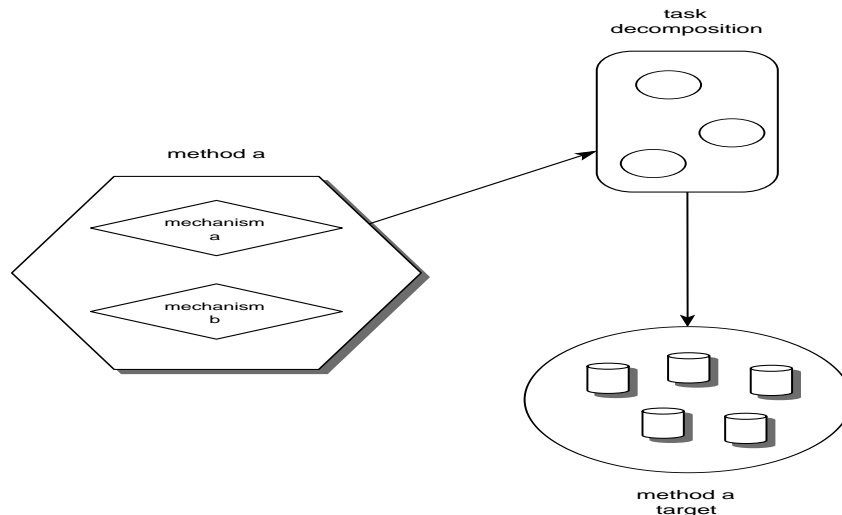 task
decomposition
method a
mechanism
a
mechanism
b
method a
target